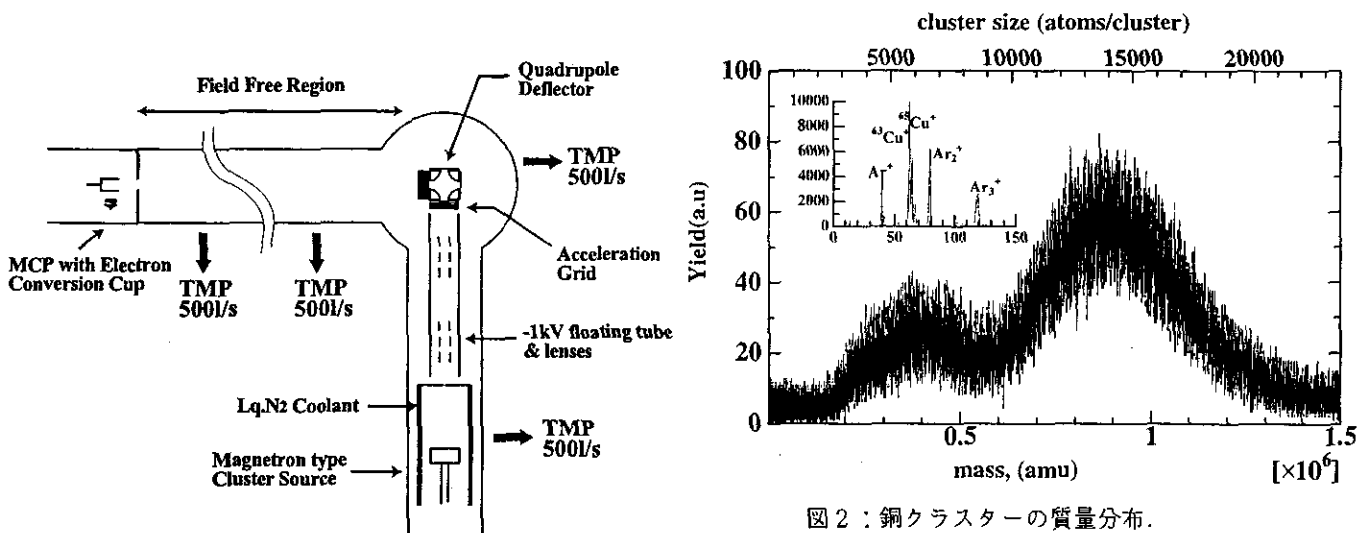 Quadrupole
Deflector
Field Free Region
TMP
500l/s
MCP with Electron
Conversion Cup
TMP
500l/s
TMP
500l/s
Acceleration
Grid
-1kV floating tube
& lenses
Lq.N2 Coolant
TMP
500l/s
Magnetron type
Cluster Source
cluster size (atoms/cluster)
5000 10000 15000 20000
100
80
60
40
20
0
Yield(a.u)
10000
8000
6000
4000
2000
0
⁶⁵Cu⁺
⁶³Cu⁺
Ar₂⁺
A⁺
Ar₃⁺
0 50 100 150
0.5 1 1.5
mass, (amu) [×10⁶]
図2：銅クラスターの質量分布.